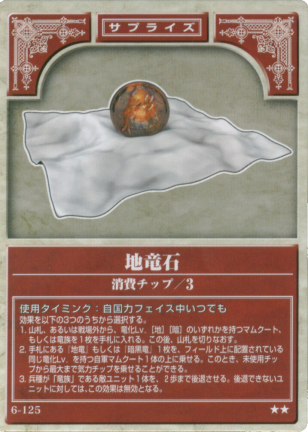 サプライズ
地竜石
消費チップ/3
使用タイミング:自国力フェイス中いつでも
効果を以下の3つのうちから選択する。
1. 山札、あるいは戦場外から、竜化Lv.【地】【暗】のいずれかを持つマムクート、
もしくは竜族を1枚を手札に入れる。この後、山札を切りなおす。
2. 手札にある「地竜」もしくは「暗黒竜」1枚を、フィールド上に配置されている
同じ竜化Lv.を持つ自軍マムクート1体の上に乗せる。このとき、未使用チッ
プから最大まで気力チップを乗せることができる。
3. 兵種が「竜族」である敵ユニット1体を、2歩まで後退させる。後退できないユ
ニットに対しては、この効果は無効となる。
6-125
★★